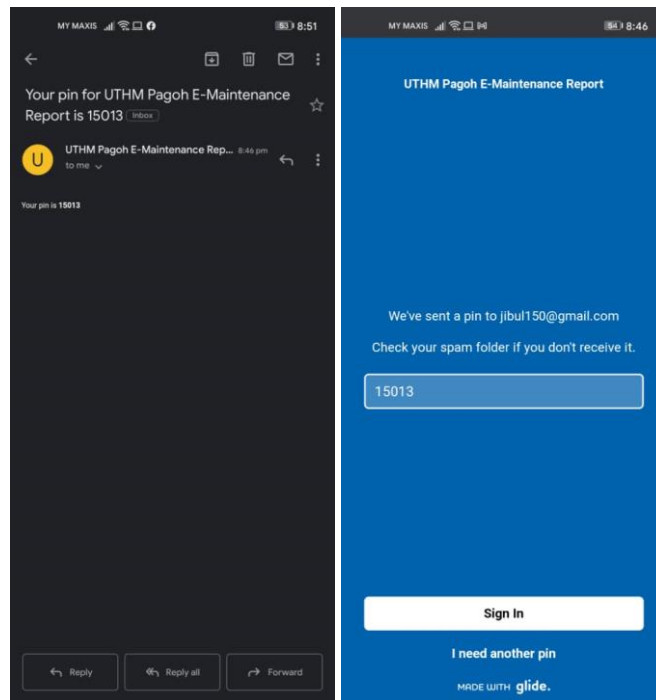 MY MAXIS 53 8:51
Your pin for UTHM Pagoh E-Maintenance
Report is 15013 Inbox
U
UTHM Pagoh E-Maintenance Rep... 8:46 pm
to me
Your pin is 15013
Reply
Reply all
Forward
MY MAXIS 54 8:46
UTHM Pagoh E-Maintenance Report
We've sent a pin to jibul150@gmail.com
Check your spam folder if you don't receive it.
15013
Sign In
I need another pin
MADE WITH glide.